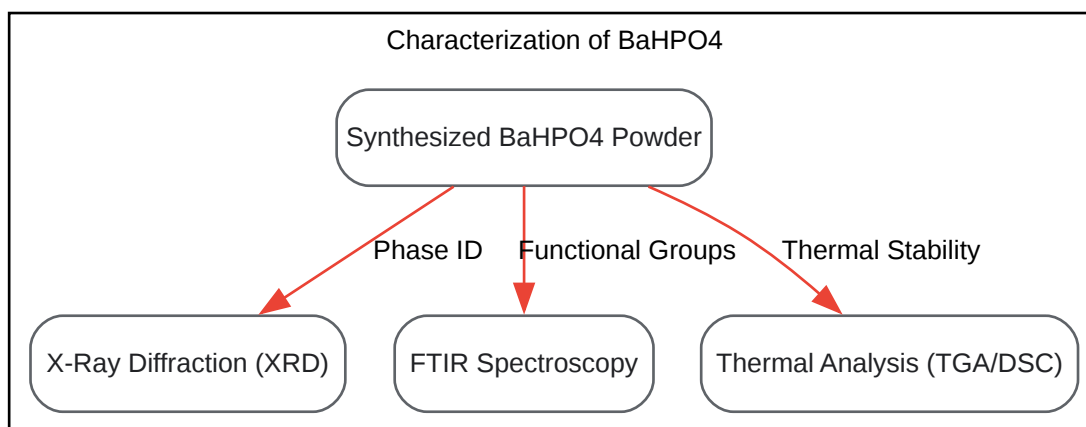 Characterization of BaHPO4
Synthesized BaHPO4 Powder
Phase ID
Functional Groups
Thermal Stability
X-Ray Diffraction (XRD)
FTIR Spectroscopy
Thermal Analysis (TGA/DSC)